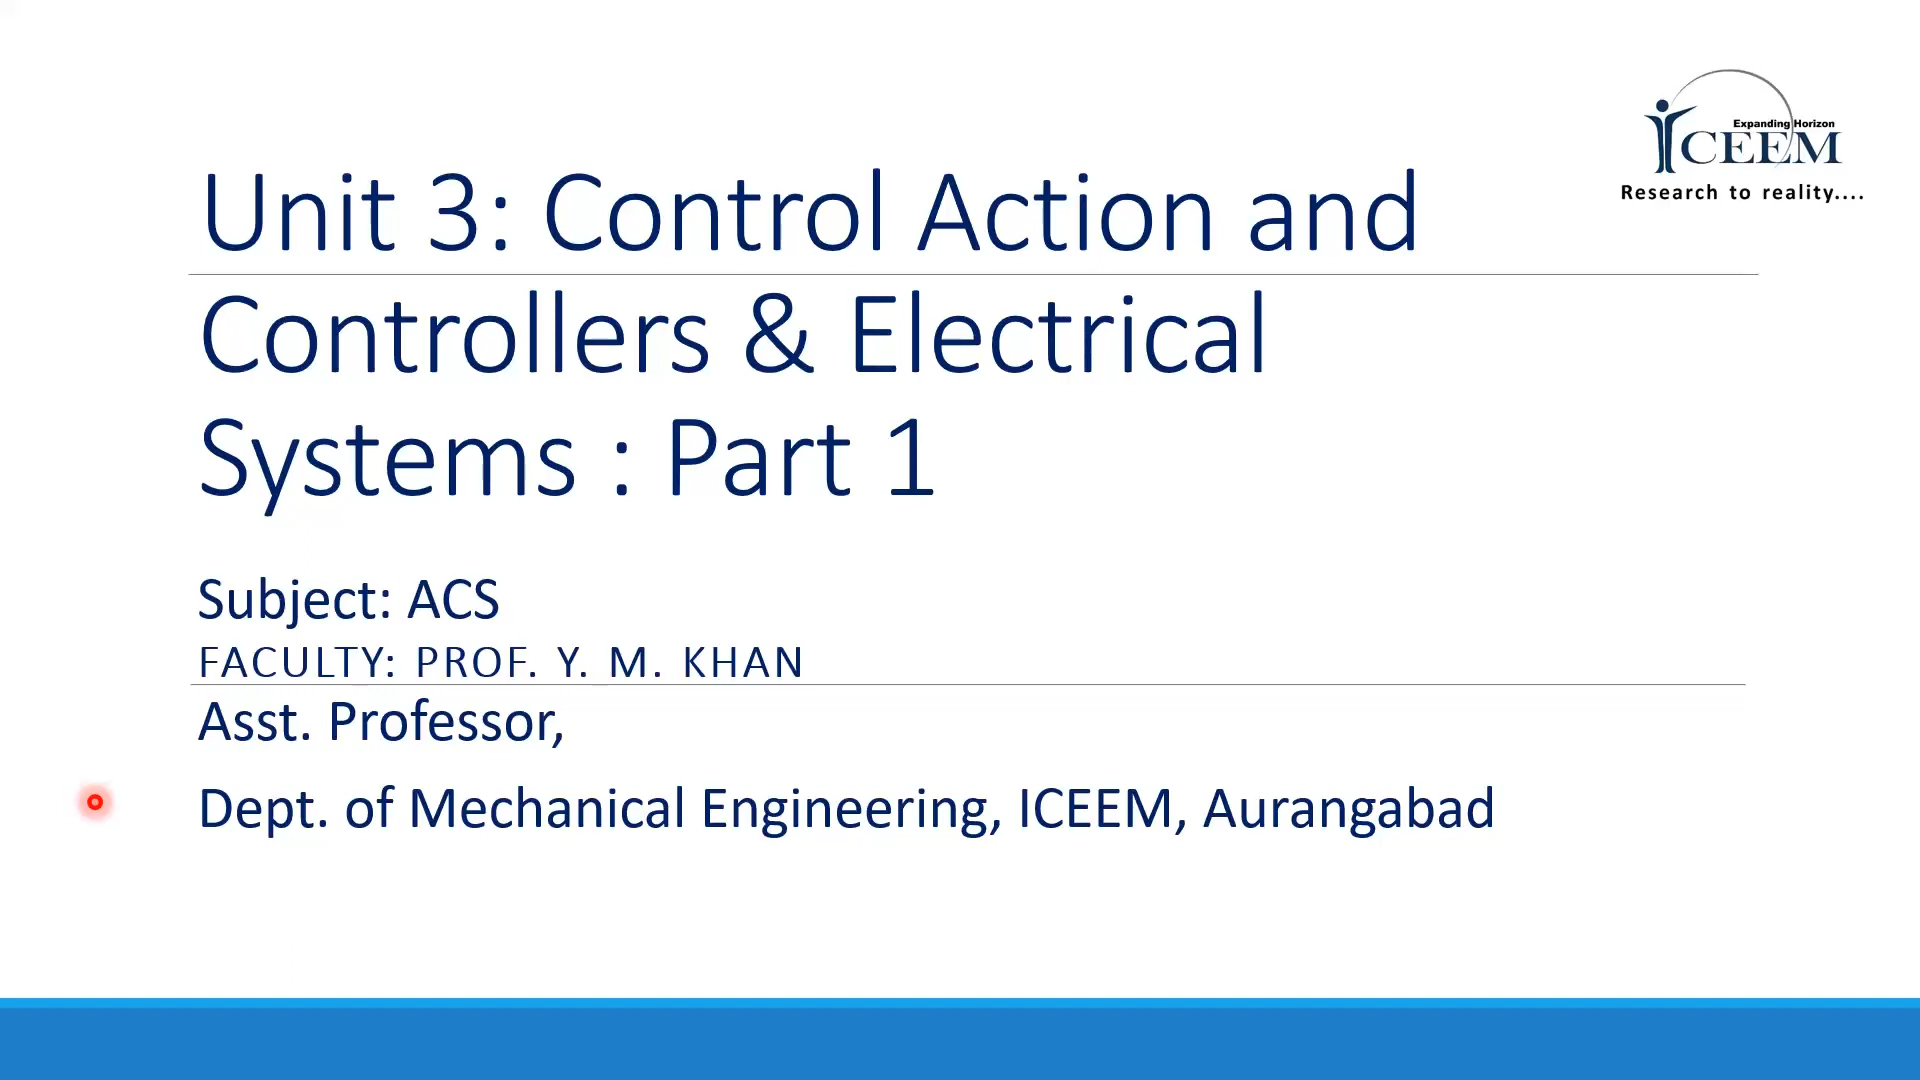 Expanding Horizon
ICEEM
Research to reality....
Unit 3: Control Action and
Controllers & Electrical
Systems : Part 1
Subject: ACS
FACULTY: PROF. Y. M. KHAN
Asst. Professor,
Dept. of Mechanical Engineering, ICEEM, Aurangabad